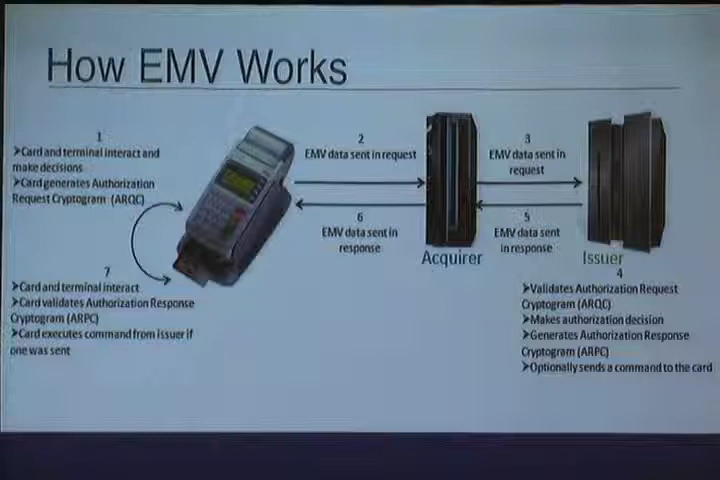 How EMV Works
1
➤Card and terminal interact and
make decisions
➤Card generates Authorization
Request Cryptogram (ARQC)
2
EMV data sent in request
3
EMV data sent in
request
6
EMV data sent in
response
5
EMV data sent
in response
Acquirer
Issuer
7
➤Card and terminal interact
➤Card validates Authorization Response
Cryptogram (ARPC)
➤Card executes command from issuer if
one was sent
4
➤Validates Authorization Request
Cryptogram (ARQC)
➤Makes authorization decision
➤Generates Authorization Response
Cryptogram (ARPC)
➤Optionally sends a command to the card